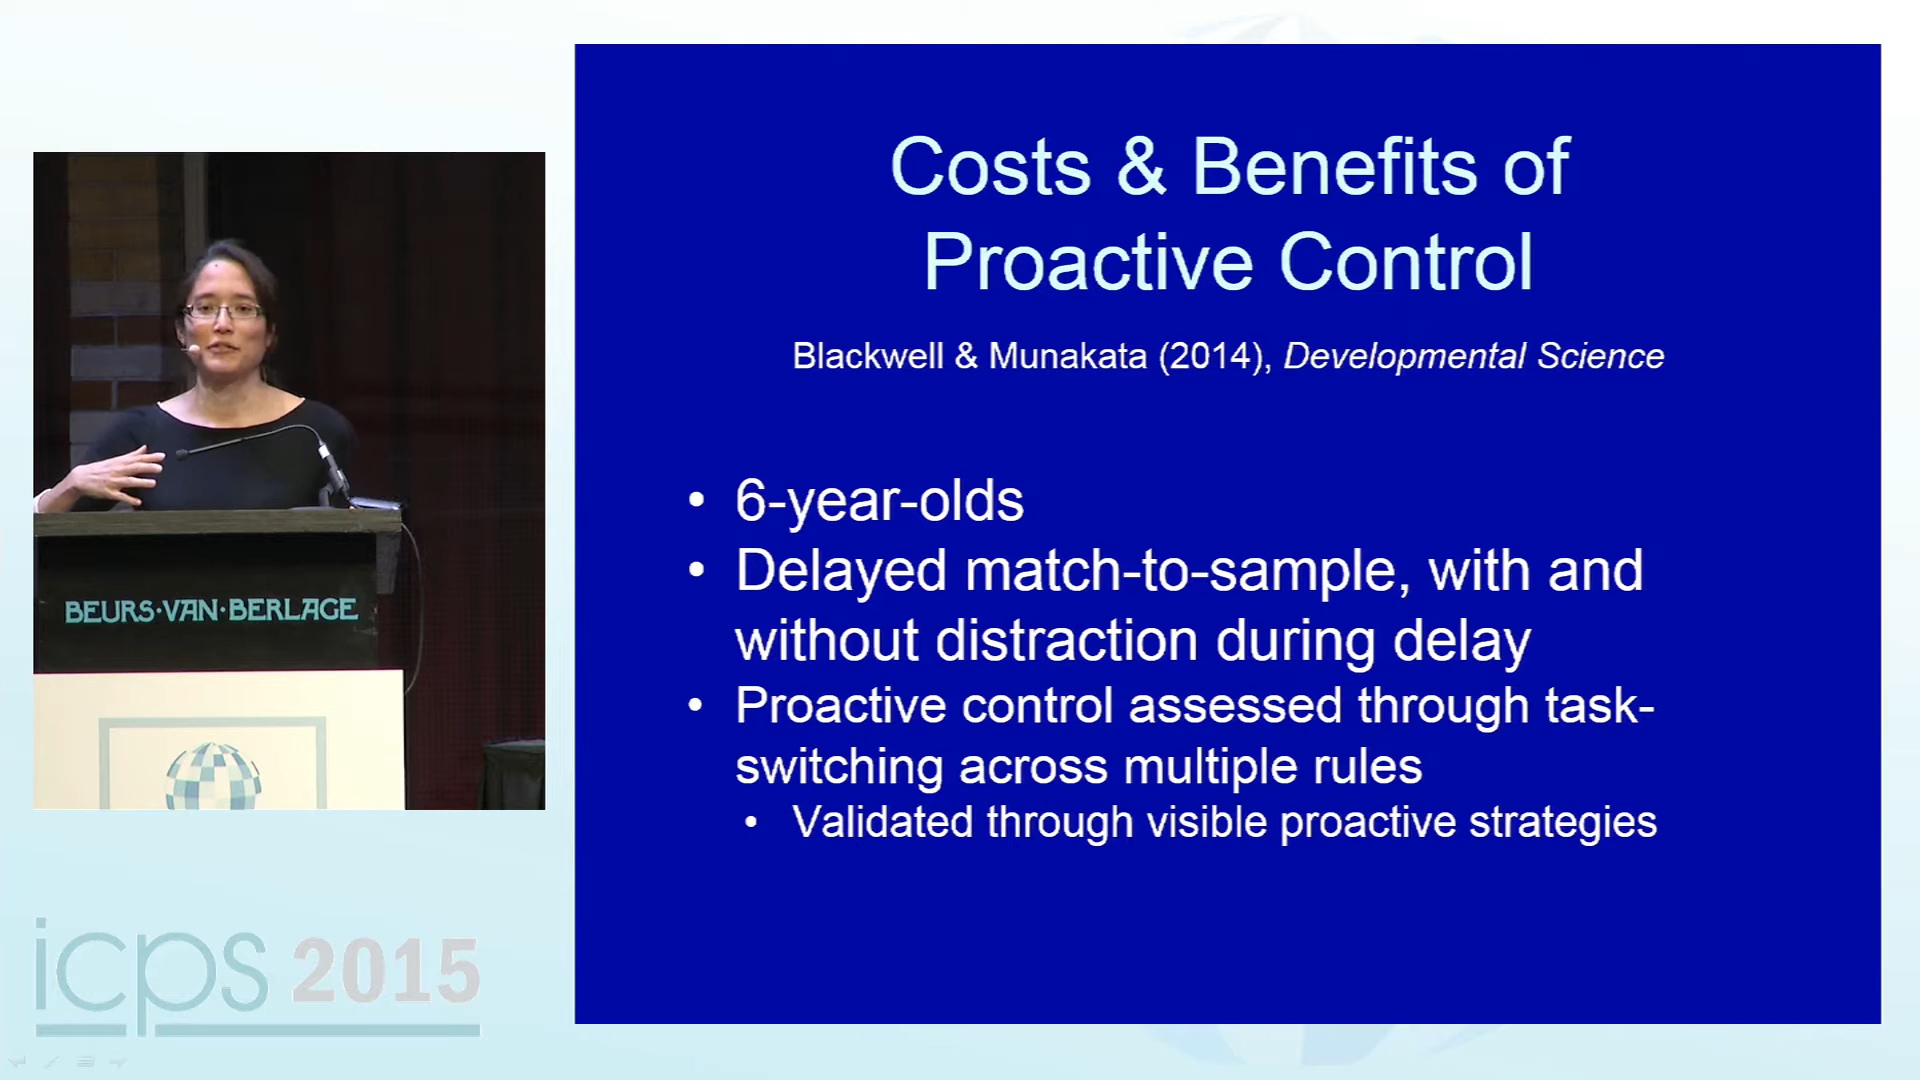 Costs & Benefits of
Proactive Control
Blackwell & Munakata (2014), Developmental Science
• 6-year-olds
• Delayed match-to-sample, with and
without distraction during delay
• Proactive control assessed through task-
switching across multiple rules
• Validated through visible proactive strategies
BEURS·VAN·BERLAGE
icps 2015